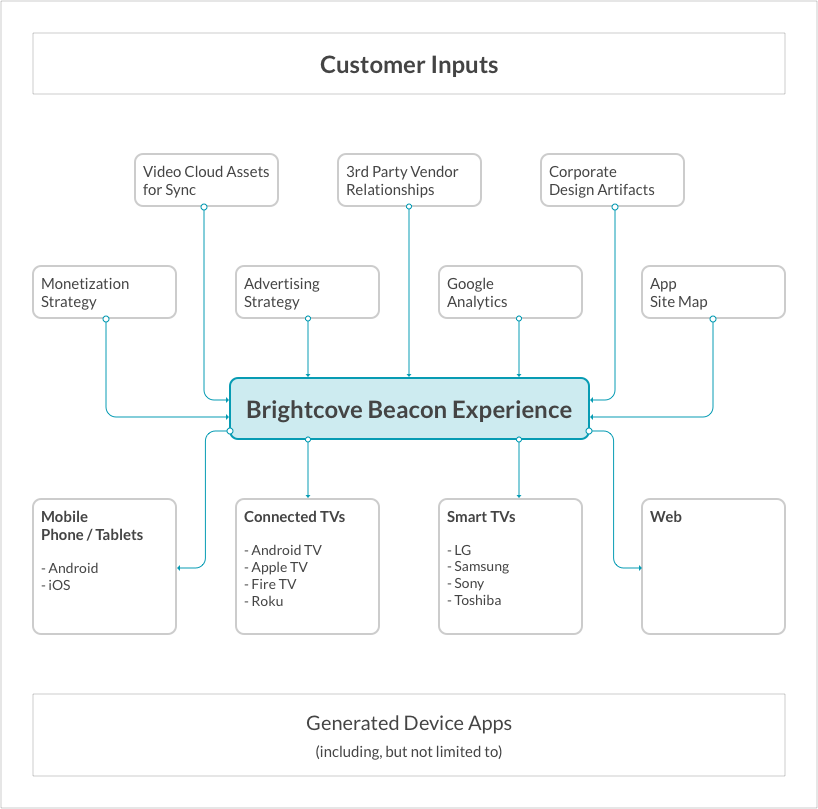 Customer Inputs
Video Cloud Assets
for Sync
3rd Party Vendor
Relationships
Corporate
Design Artifacts
Monetization
Strategy
Advertising
Strategy
Google
Analytics
App
Site Map
Brightcove Beacon Experience
Mobile
Phone / Tablets
- Android
- iOS
Connected TVs
- Android TV
- Apple TV
- Fire TV
- Roku
Smart TVs
- LG
- Samsung
- Sony
- Toshiba
Web
Generated Device Apps
(including, but not limited to)